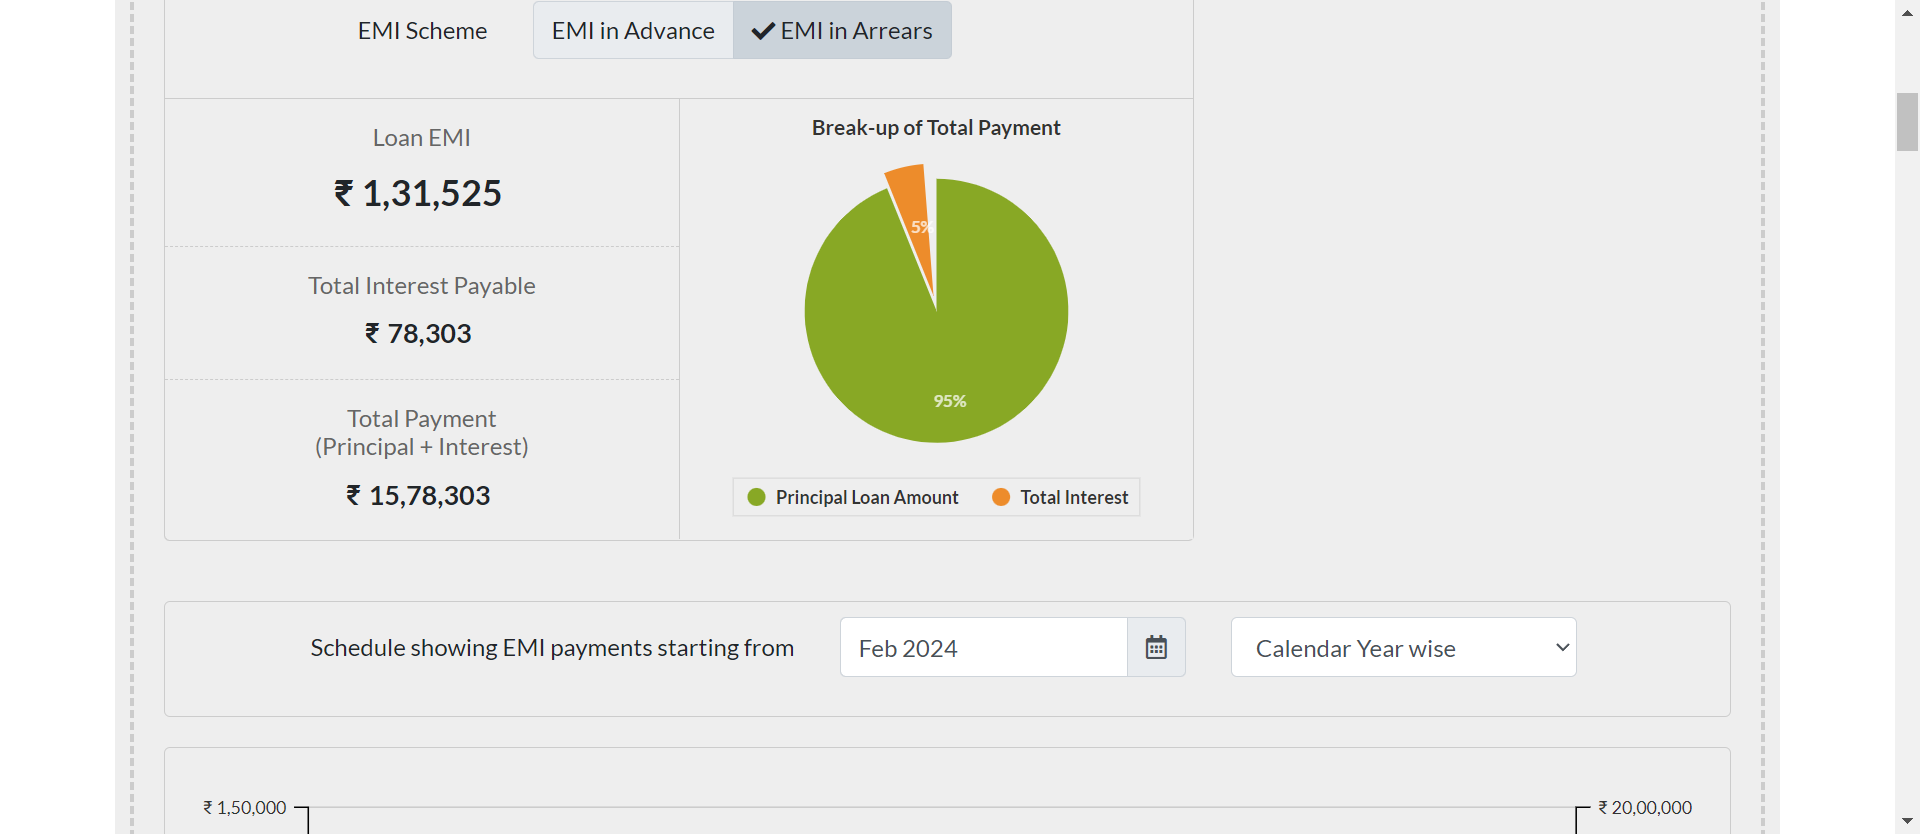 EMI Scheme
EMI in Advance
EMI in Arrears
Loan EMI
₹ 1,31,525
Total Interest Payable
₹ 78,303
Total Payment
(Principal + Interest)
₹ 15,78,303
Break-up of Total Payment
5%
95%
Principal Loan Amount
Total Interest
Schedule showing EMI payments starting from
Feb 2024
Calendar Year wise
₹ 1,50,000
₹ 20,00,000